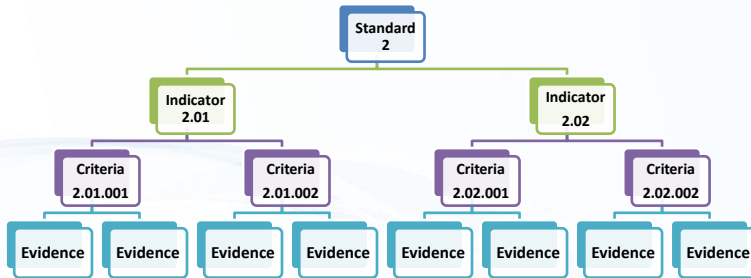 Standard
2
Indicator
2.01
Indicator
2.02
Criteria
2.01.001
Criteria
2.01.002
Criteria
2.02.001
Criteria
2.02.002
Evidence
Evidence
Evidence
Evidence
Evidence
Evidence
Evidence
Evidence